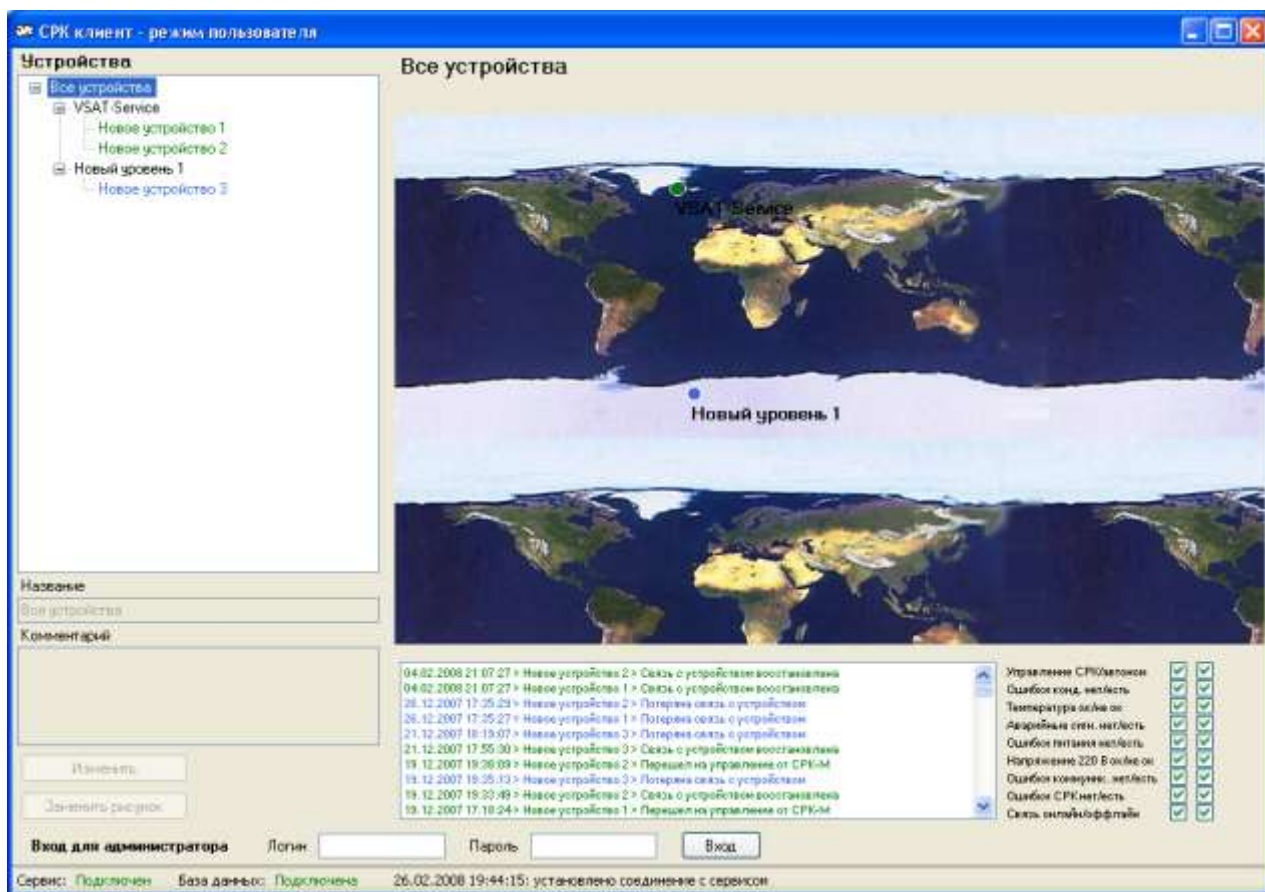 СРК клиент - режим пользователя
Устройства
Все устройства
VSAT-Service
Новое устройство 1
Новое устройство 2
Новый уровень 1
Новое устройство 3
Название
Все устройства
Комментарий
Изменить
Заменить рисунок
Все устройства
VSAT-Service
Новый уровень 1
04.02.2008 21:07:27 > Новое устройство 2 > Связь с устройством восстановлена
04.02.2008 21:07:27 > Новое устройство 1 > Связь с устройством восстановлена
26.12.2007 17:35:29 > Новое устройство 2 > Потеряна связь с устройством
26.12.2007 17:35:27 > Новое устройство 1 > Потеряна связь с устройством
21.12.2007 18:19:07 > Новое устройство 3 > Потеряна связь с устройством
21.12.2007 17:55:30 > Новое устройство 3 > Связь с устройством восстановлена
19.12.2007 19:38:09 > Новое устройство 2 > Перешел на управление от СРК-М
19.12.2007 19:35:13 > Новое устройство 3 > Потеряна связь с устройством
19.12.2007 19:33:49 > Новое устройство 2 > Связь с устройством восстановлена
19.12.2007 17:10:24 > Новое устройство 1 > Перешел на управление от СРК-М
Управление СРК/автоном
Ошибки конд. нет/есть
Температура ок/не ок
Аварийные сигн. нет/есть
Ошибки питания нет/есть
Напряжение 220 В ок/не ок
Ошибки коммуник. нет/есть
Ошибки СРК нет/есть
Связь онлайн/оффлайн
Вход для администратора Логин Пароль Вход
Сервис: Подключен База данных: Подключена 26.02.2008 19:44:15: установлено соединение с сервисом